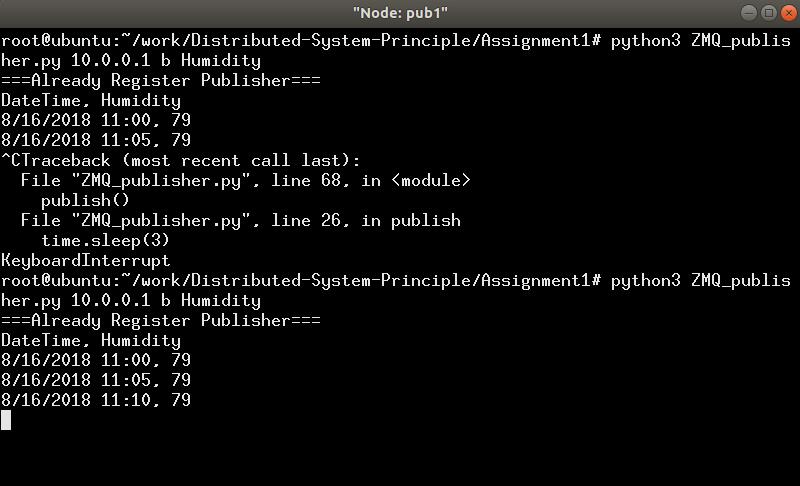 "Node: pub1"
root@ubuntu:~/work/Distributed-System-Principle/Assignment1# python3 ZMQ_publis
her.py 10.0.0.1 b Humidity
===Already Register Publisher===
DateTime, Humidity
8/16/2018 11:00, 79
8/16/2018 11:05, 79
^CTraceback (most recent call last):
  File "ZMQ_publisher.py", line 68, in <module>
    publish()
  File "ZMQ_publisher.py", line 26, in publish
    time.sleep(3)
KeyboardInterrupt
root@ubuntu:~/work/Distributed-System-Principle/Assignment1# python3 ZMQ_publis
her.py 10.0.0.1 b Humidity
===Already Register Publisher===
DateTime, Humidity
8/16/2018 11:00, 79
8/16/2018 11:05, 79
8/16/2018 11:10, 79